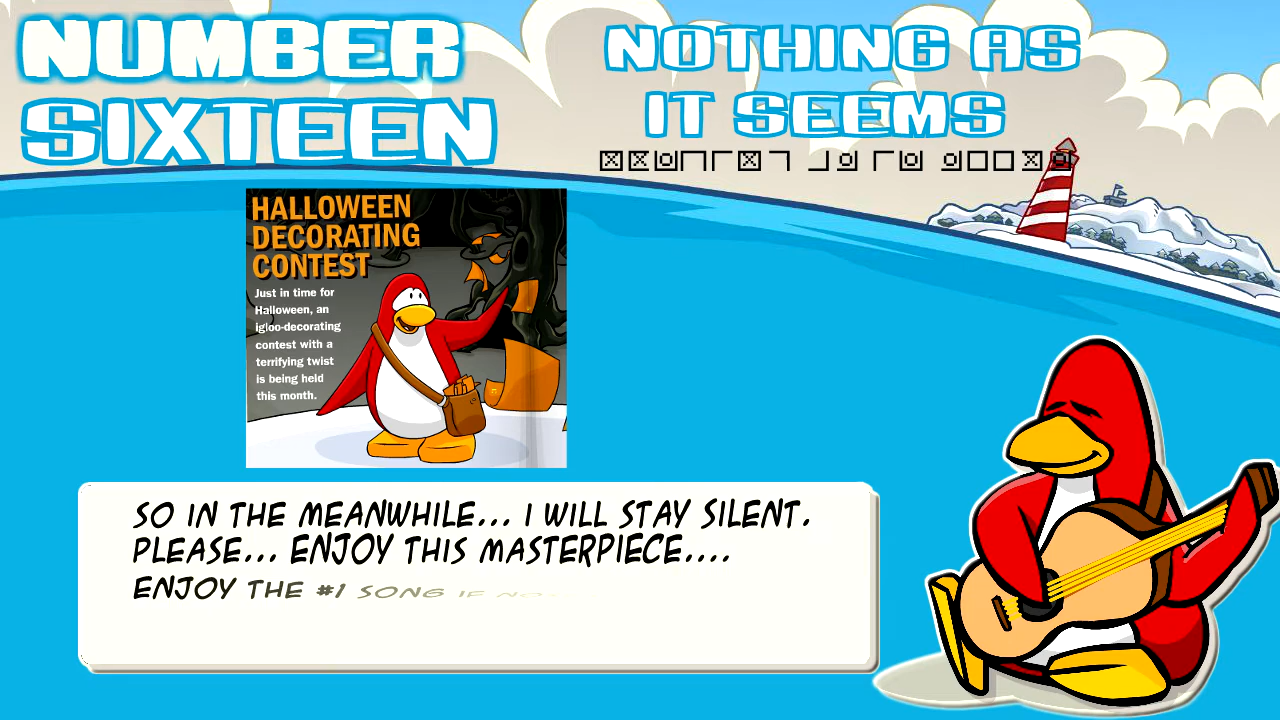 NUMBER
SIXTEEN
NOTHING AS
IT SEEMS
HALLOWEEN
DECORATING
CONTEST
Just in time for
Halloween, an
igloo-decorating
contest with a
terrifying twist
is being held
this month.
SO IN THE MEANWHILE... I WILL STAY SILENT.
PLEASE... ENJOY THIS MASTERPIECE....
ENJOY THE #1 SONG IF